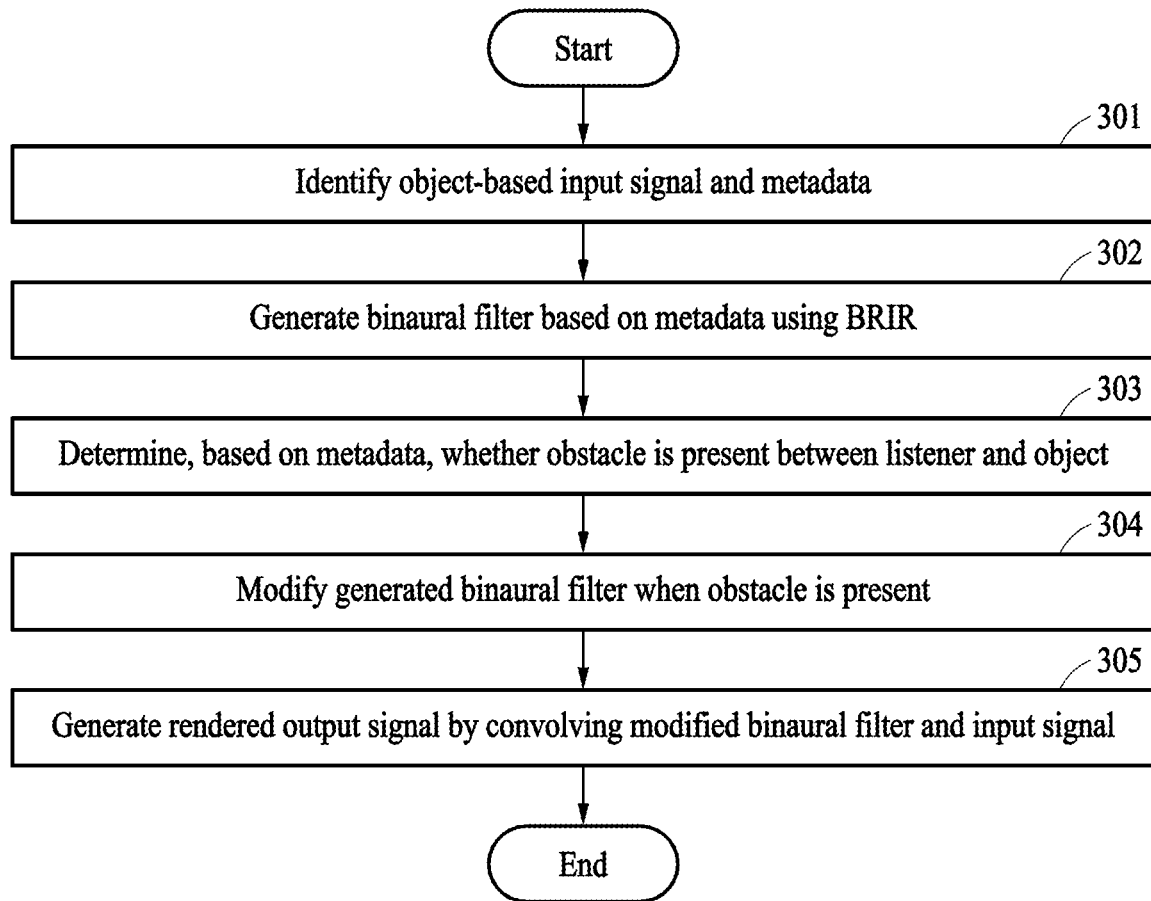 Start
301
Identify object-based input signal and metadata
302
Generate binaural filter based on metadata using BRIR
303
Determine, based on metadata, whether obstacle is present between listener and object
304
Modify generated binaural filter when obstacle is present
305
Generate rendered output signal by convolving modified binaural filter and input signal
End